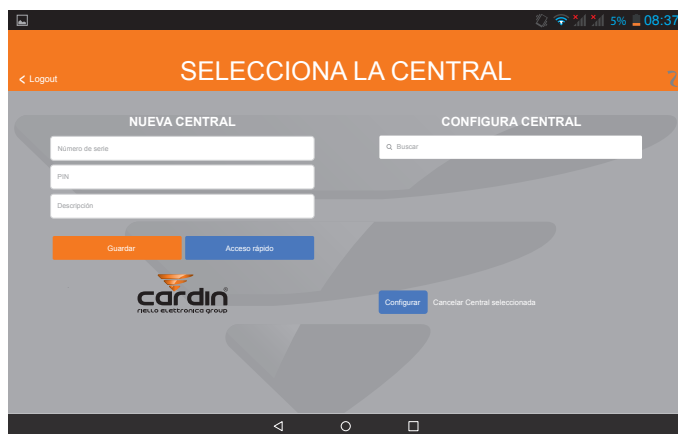 5% 08:37
Logout
SELECCIONA LA CENTRAL
NUEVA CENTRAL
Número de serie
PIN
Descripción
Guardar
Acceso rápido
cardin
riello elettronica group
CONFIGURA CENTRAL
Buscar
Configurar
Cancelar Central seleccionada